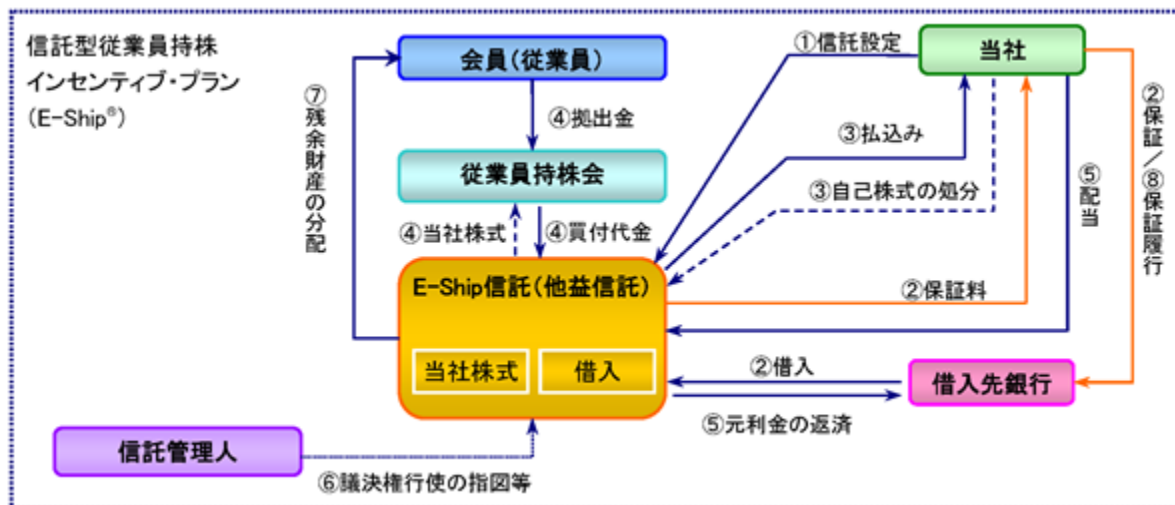 信託型従業員持株
インセンティブ・プラン
(E-Ship®)
会員(従業員)
①信託設定
当社
⑦残余財産の分配
④拠出金
③払込み
②保証/⑧保証履行
従業員持株会
③自己株式の処分
⑤配当
④当社株式
④買付代金
E-Ship信託(他益信託)
②保証料
当社株式
借入
②借入
借入先銀行
⑤元利金の返済
信託管理人
⑥議決権行使の指図等